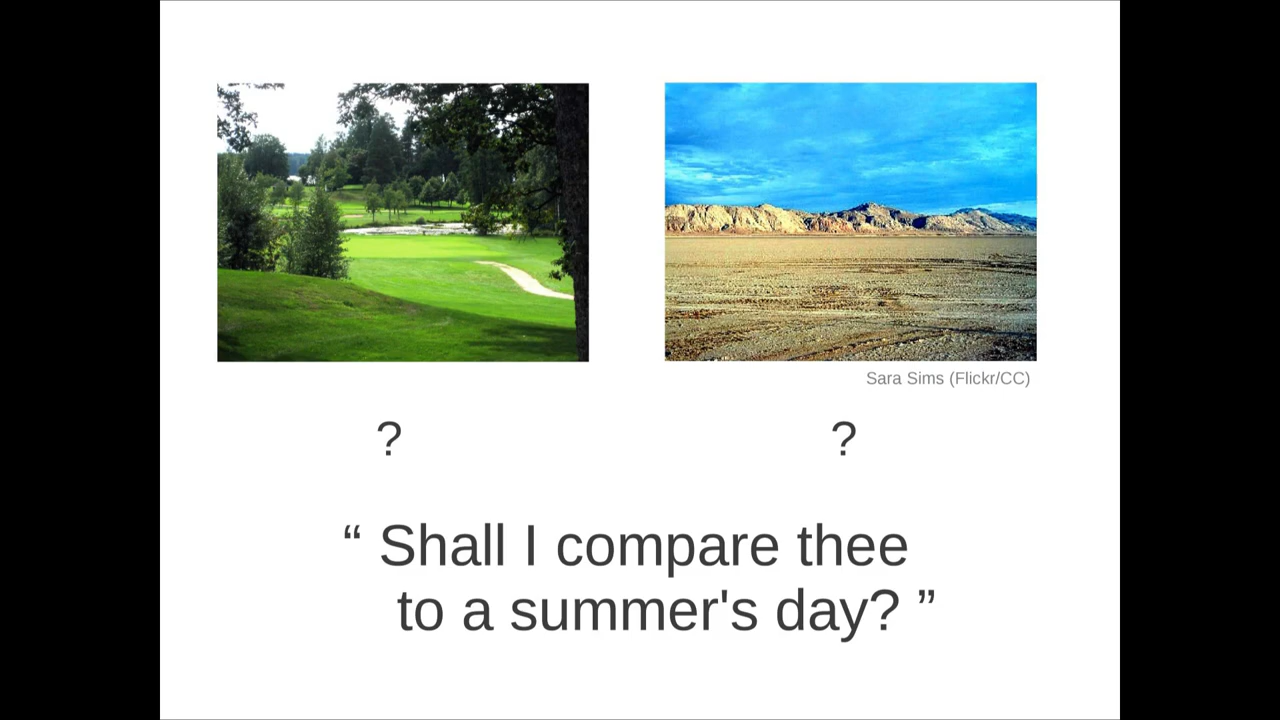 Sara Sims (Flickr/CC)
? ?
“ Shall I compare thee
to a summer's day? ”